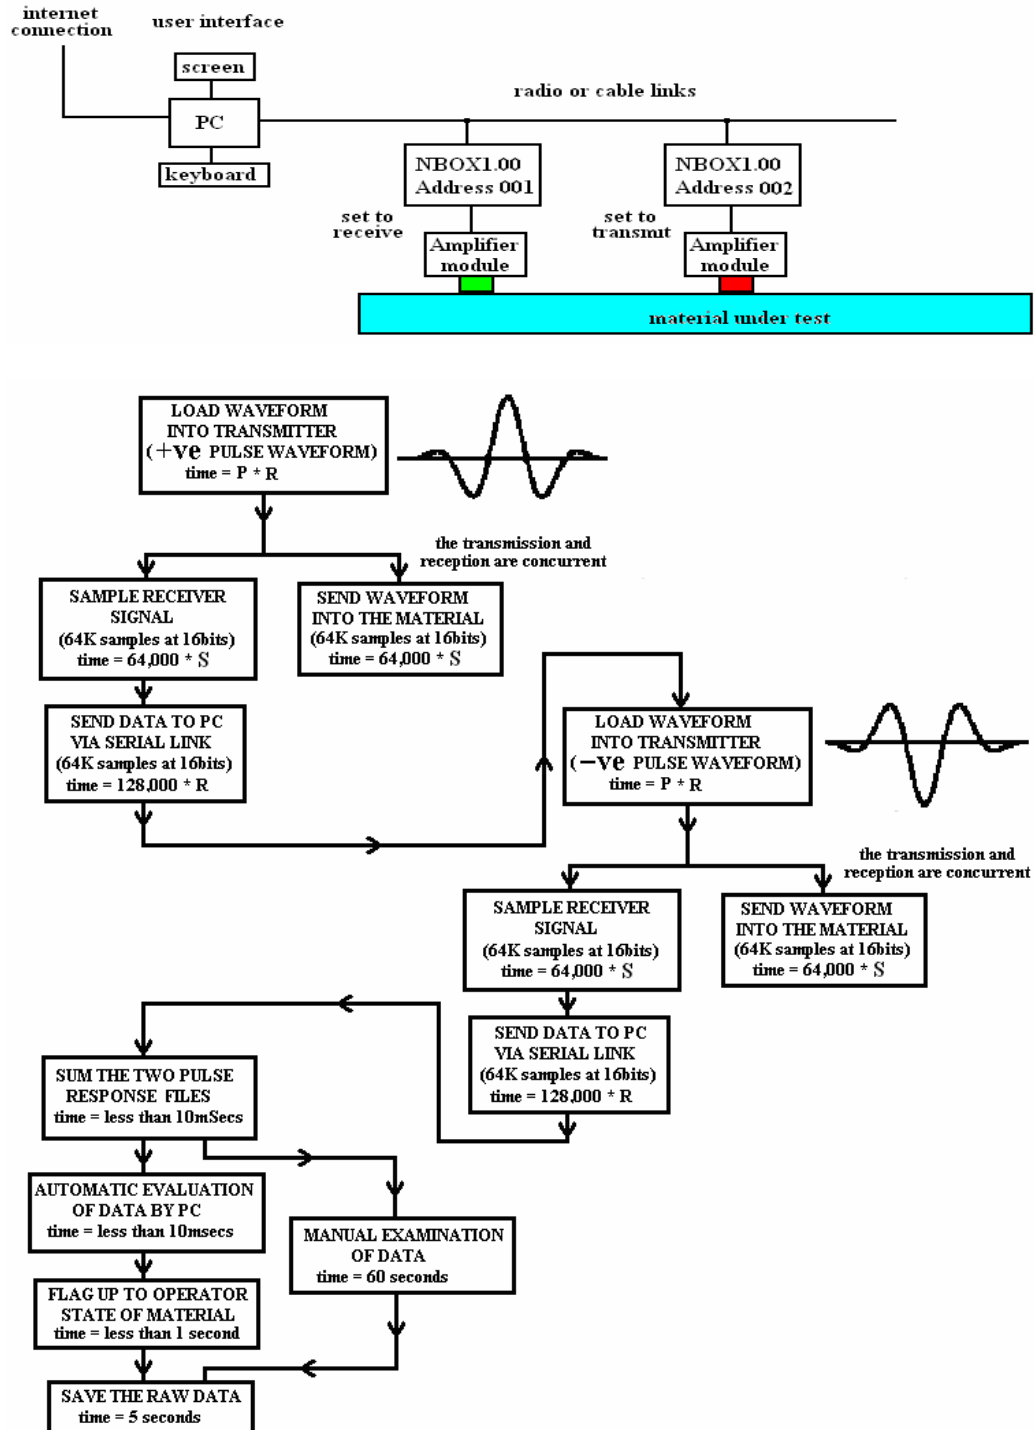 internet
connection
user interface
screen
PC
keyboard
radio or cable links
NBOX1.00
Address 001
NBOX1.00
Address 002
set to
receive
set to
transmit
Amplifier
module
Amplifier
module
material under test
LOAD WAVEFORM
INTO TRANSMITTER
(+ve PULSE WAVEFORM)
time = P * R
the transmission and
reception are concurrent
SAMPLE RECEIVER
SIGNAL
(64K samples at 16bits)
time = 64,000 * S
SEND WAVEFORM
INTO THE MATERIAL
(64K samples at 16bits)
time = 64,000 * S
SEND DATA TO PC
VIA SERIAL LINK
(64K samples at 16bits)
time = 128,000 * R
LOAD WAVEFORM
INTO TRANSMITTER
(−ve PULSE WAVEFORM)
time = P * R
the transmission and
reception are concurrent
SAMPLE RECEIVER
SIGNAL
(64K samples at 16bits)
time = 64,000 * S
SEND WAVEFORM
INTO THE MATERIAL
(64K samples at 16bits)
time = 64,000 * S
SEND DATA TO PC
VIA SERIAL LINK
(64K samples at 16bits)
time = 128,000 * R
SUM THE TWO PULSE
RESPONSE FILES
time = less than 10mSecs
AUTOMATIC EVALUATION
OF DATA BY PC
time = less than 10msecs
MANUAL EXAMINATION
OF DATA
time = 60 seconds
FLAG UP TO OPERATOR
STATE OF MATERIAL
time = less than 1 second
SAVE THE RAW DATA
time = 5 seconds